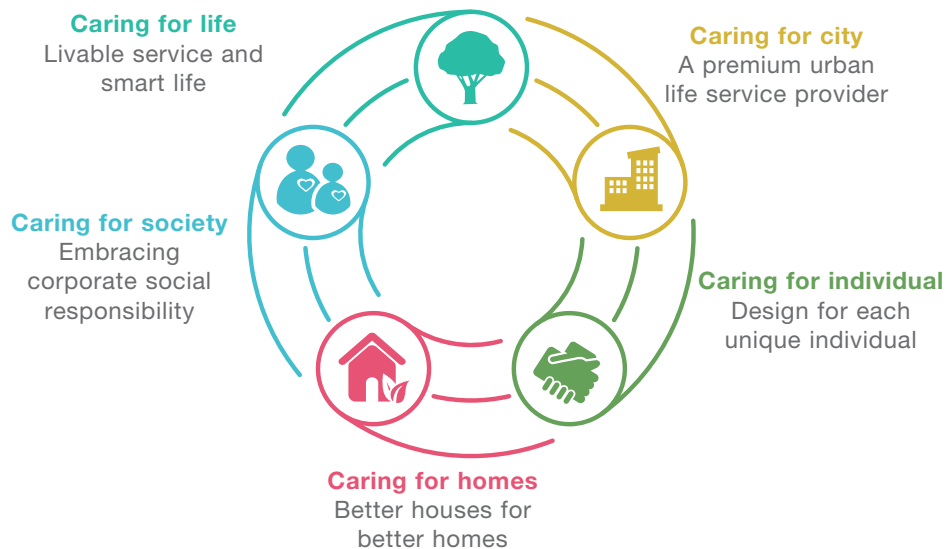 Caring for life
Livable service and
smart life
Caring for city
A premium urban
life service provider
Caring for society
Embracing
corporate social
responsibility
Caring for individual
Design for each
unique individual
Caring for homes
Better houses for
better homes